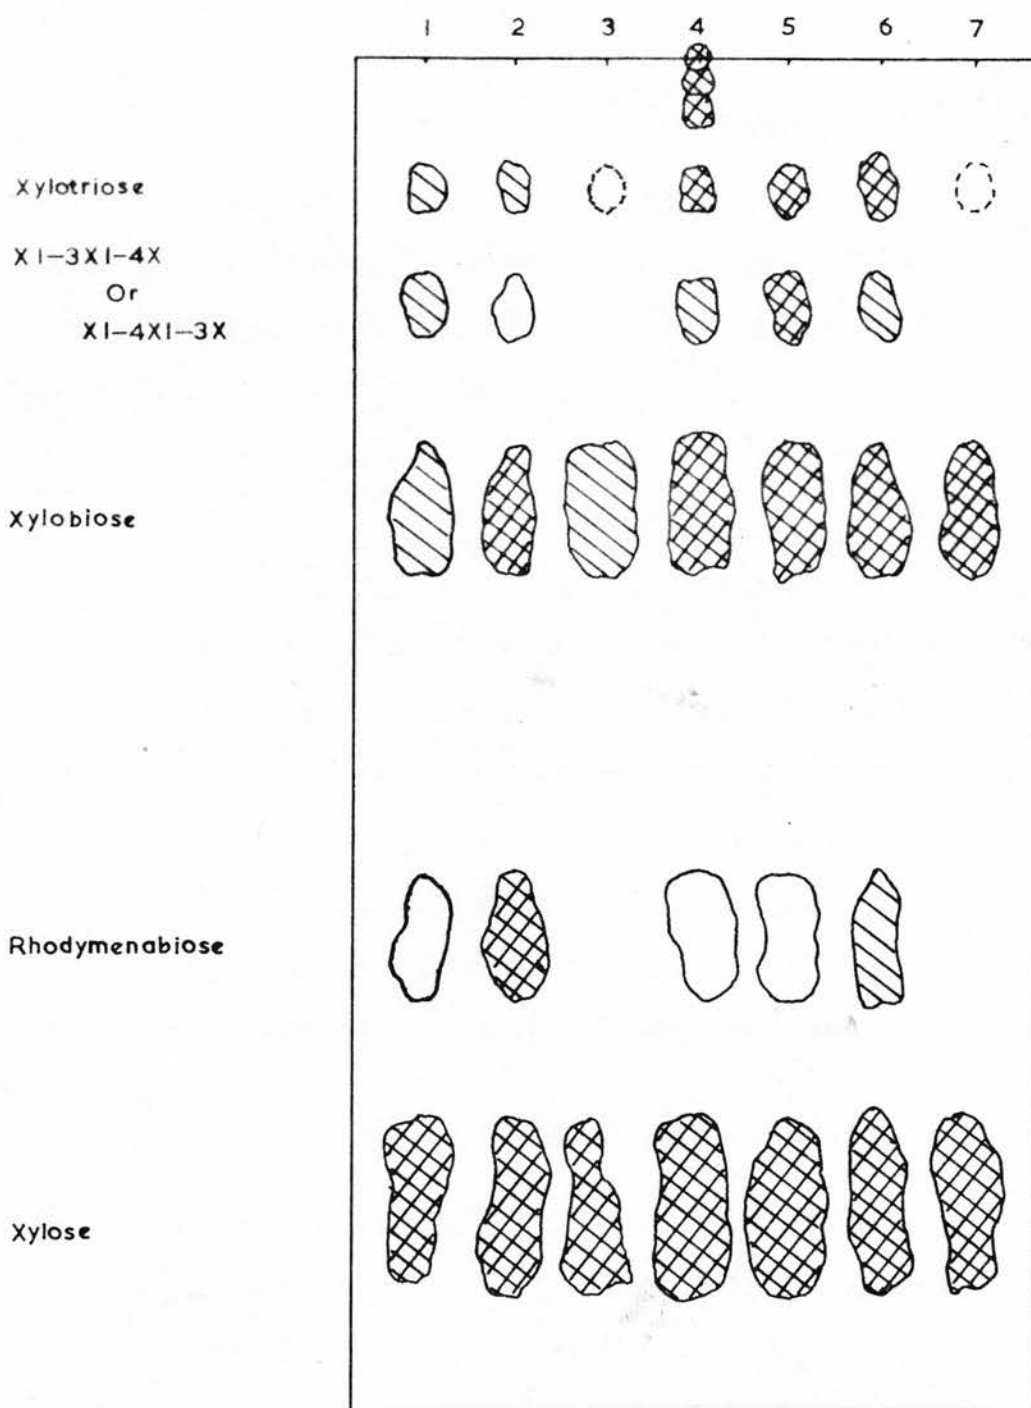 1 2 3 4 5 6 7
Xylotriose
X1-3X1-4X
Or
X1-4X1-3X
Xylobiose
Rhodymenabiose
Xylose